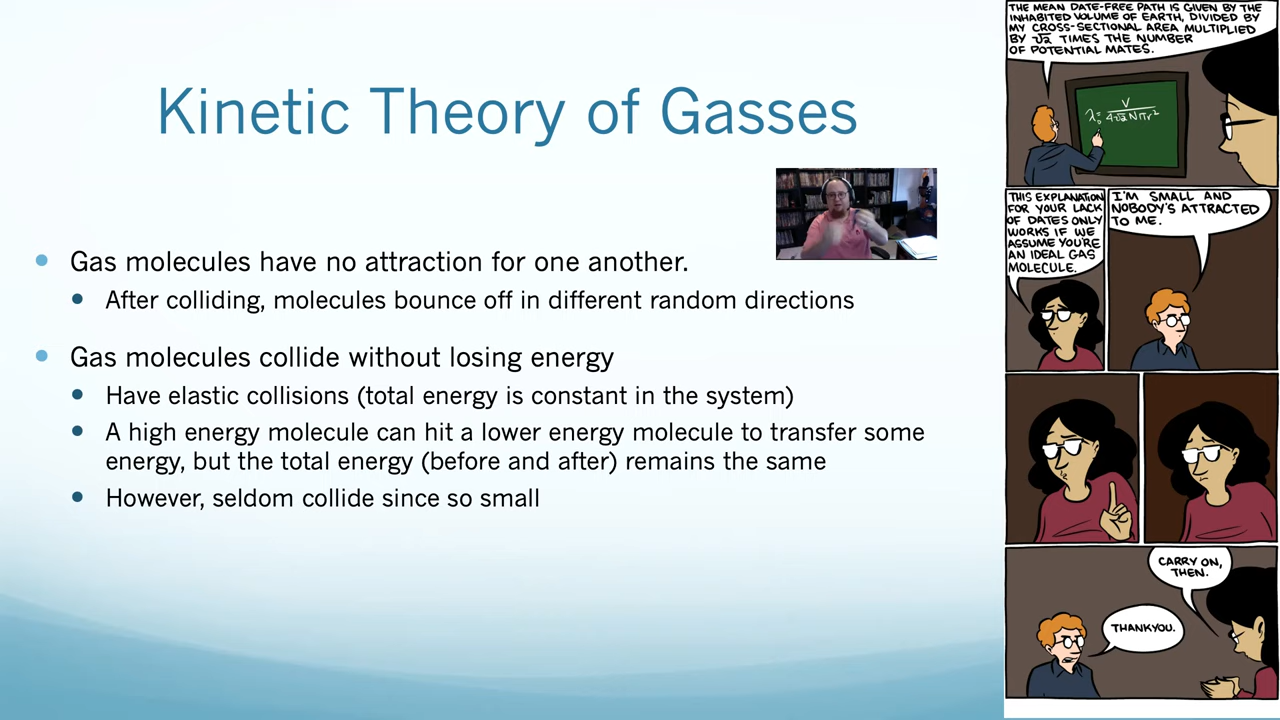 Kinetic Theory of Gasses
Gas molecules have no attraction for one another.
After colliding, molecules bounce off in different random directions
Gas molecules collide without losing energy
Have elastic collisions (total energy is constant in the system)
A high energy molecule can hit a lower energy molecule to transfer some
energy, but the total energy (before and after) remains the same
However, seldom collide since so small
THE MEAN DATE-FREE PATH IS GIVEN BY THE
INHABITED VOLUME OF EARTH, DIVIDED BY
MY CROSS-SECTIONAL AREA MULTIPLIED
BY √2 TIMES THE NUMBER
OF POTENTIAL MATES.
λ₀ = V / 4√2 Nπr²
THIS EXPLANATION
FOR YOUR LACK
OF DATES ONLY
WORKS IF WE
ASSUME YOU'RE
AN IDEAL GAS
MOLECULE.
I'M SMALL AND
NOBODY'S ATTRACTED
TO ME.
CARRY ON,
THEN.
THANKYOU.